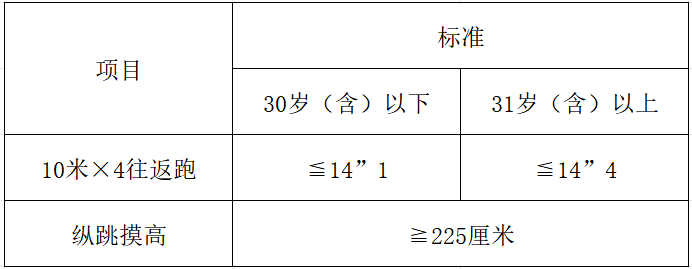 项目
标准
30岁（含）以下
31岁（含）以上
10米×4往返跑
≦14”1
≦14”4
纵跳摸高
≧225厘米